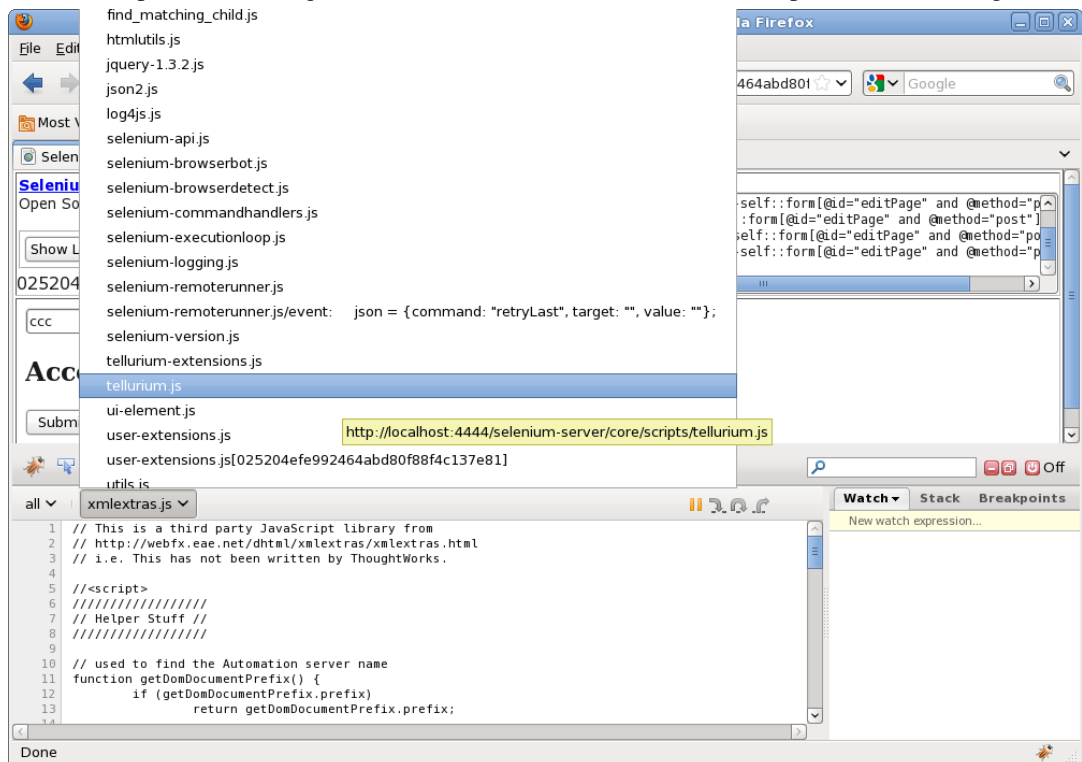 find_matching_child.js
la Firefox
htmlutils.js
File Edit
jquery-1.3.2.js
json2.js
464abd80f
Google
log4js.js
Most V
selenium-api.js
Selen
selenium-browserbot.js
selenium-browserdetect.js
Seleniu
Open So
selenium-commandhandlers.js
-self::form[@id="editPage" and @method="p
::form[@id="editPage" and @method="post"]
self::form[@id="editPage" and @method="po
-self::form[@id="editPage" and @method="p
selenium-executionloop.js
Show L
selenium-logging.js
025204
selenium-remoterunner.js
selenium-remoterunner.js/event: json = {command: "retryLast", target: "", value: ""};
ccc
selenium-version.js
tellurium-extensions.js
Acce
tellurium.js
ui-element.js
Submi
user-extensions.js
http://localhost:4444/selenium-server/core/scripts/tellurium.js
user-extensions.js[025204efe992464abd80f88f4c137e81]
Off
utils.js
all
xmlextras.js
Watch Stack Breakpoints
New watch expression...
1 // This is a third party JavaScript library from
2 // http://webfx.eae.net/dhtml/xmlextras/xmlextras.html
3 // i.e. This has not been written by ThoughtWorks.
4
5 //<script>
6 //////////////////
7 // Helper Stuff //
8 //////////////////
9
10 // used to find the Automation server name
11 function getDomDocumentPrefix() {
12 if (getDomDocumentPrefix.prefix)
13 return getDomDocumentPrefix.prefix;
14
Done